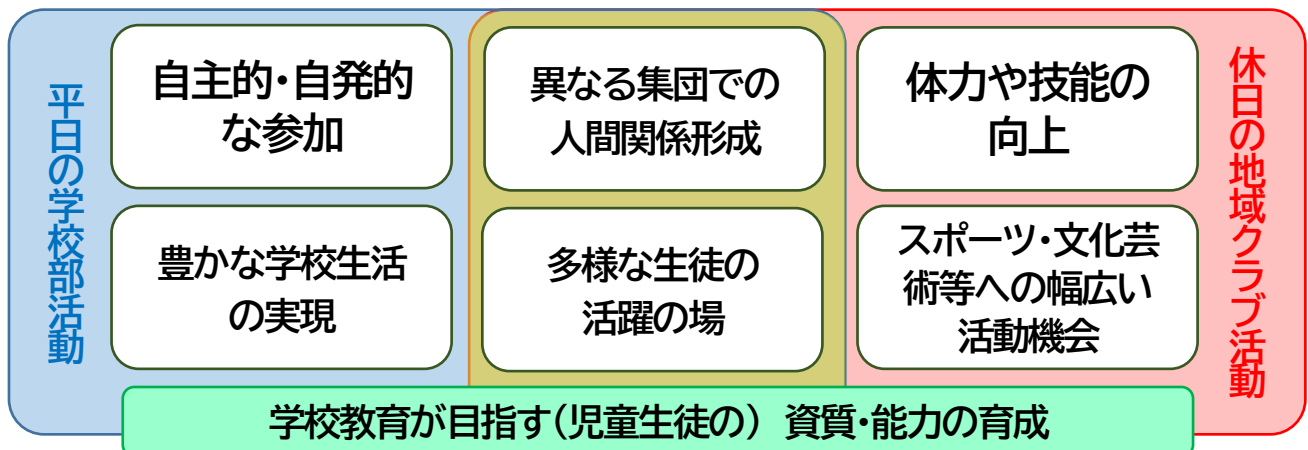 平日の学校部活動
自主的・自発的
な参加
異なる集団での
人間関係形成
体力や技能の
向上
休日の地域クラブ活動
豊かな学校生活
の実現
多様な生徒の
活躍の場
スポーツ・文化芸
術等への幅広い
活動機会
学校教育が目指す(児童生徒の) 資質・能力の育成